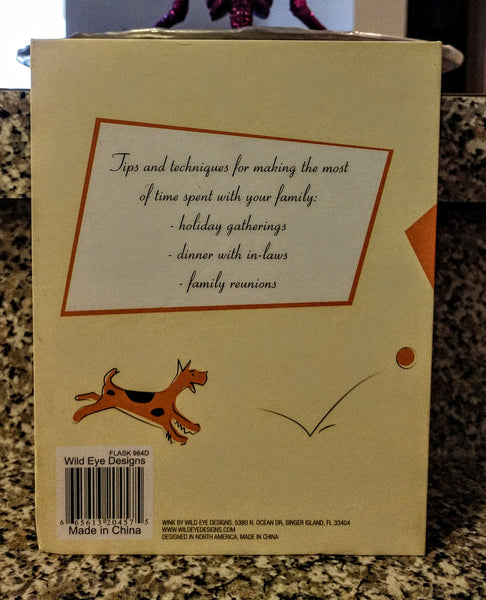 Tips and techniques for making the most
of time spent with your family:
- holiday gatherings
- dinner with in-laws
- family reunions
FLASK 984D
Wild Eye Designs
6 65613 20457 5
Made in China
WINK BY WILD EYE DESIGNS, 5380 N. OCEAN DR, SINGER ISLAND, FL 33404
WWW.WILDEYEDESIGNS.COM
DESIGNED IN NORTH AMERICA, MADE IN CHINA